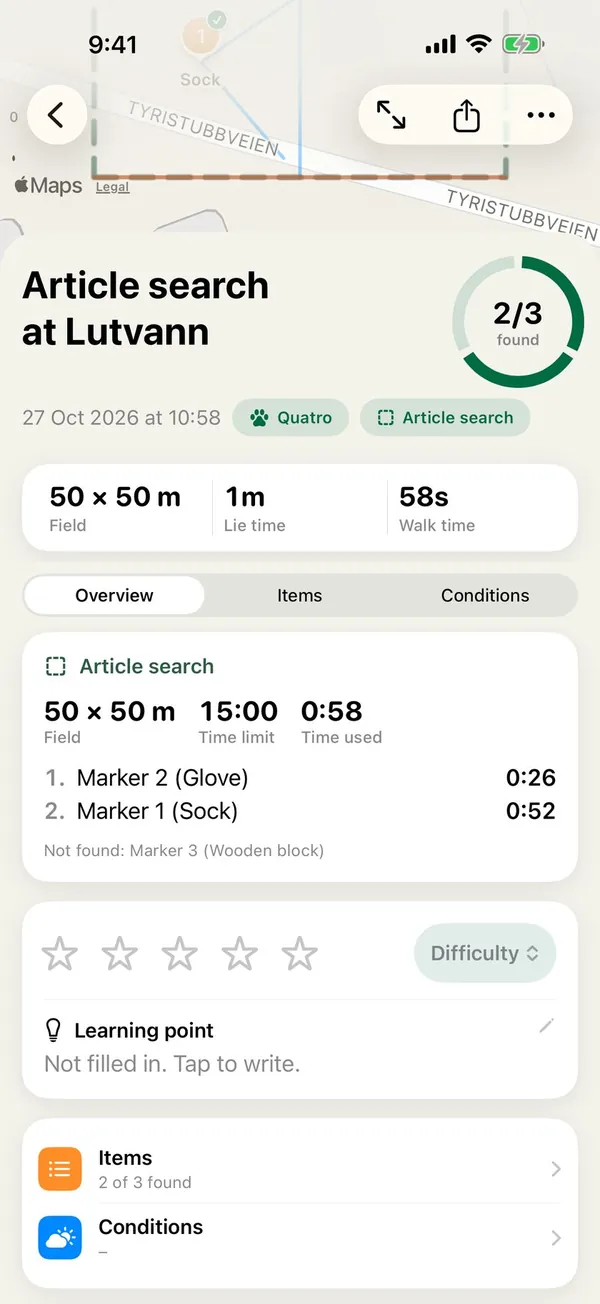 9:41
1
Sock
TYRISTUBBVEIEN
0
Maps Legal
TYRISTUBBVEIEN
Article search
at Lutvann
2/3
found
27 Oct 2026 at 10:58
Quatro
Article search
50 × 50 m
Field
1m
Lie time
58s
Walk time
Overview
Items
Conditions
Article search
50 × 50 m
Field
15:00
Time limit
0:58
Time used
1. Marker 2 (Glove) 0:26
2. Marker 1 (Sock) 0:52
Not found: Marker 3 (Wooden block)
Difficulty
Learning point
Not filled in. Tap to write.
Items
2 of 3 found
Conditions
–